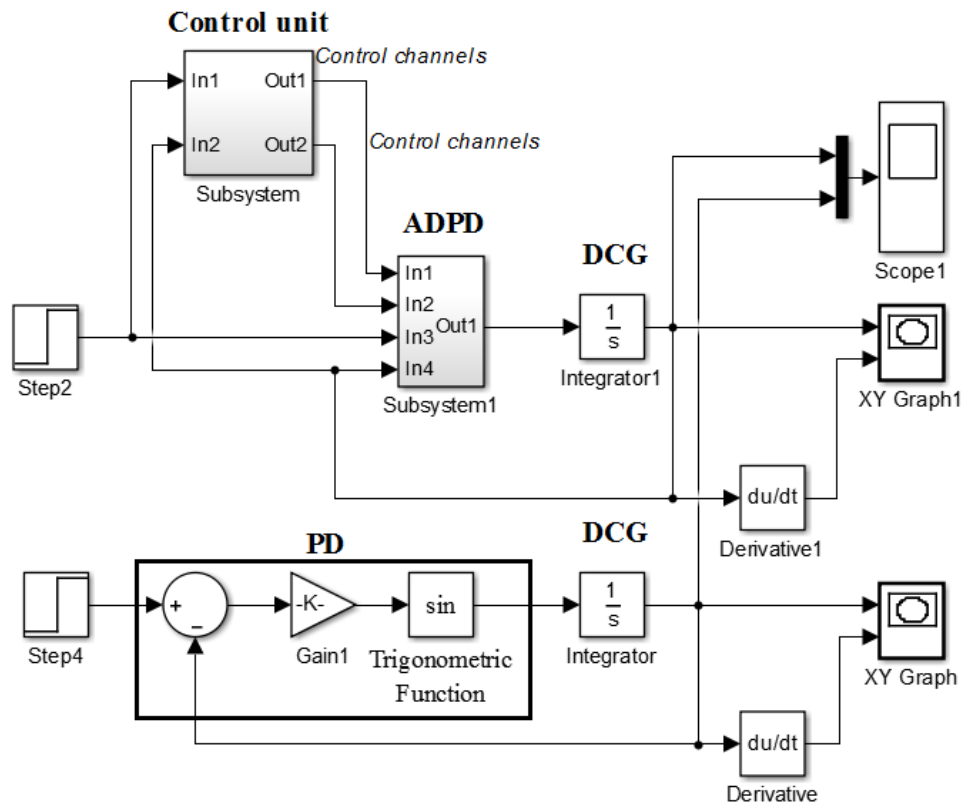 Control unit
Control channels
In1
Out1
In2
Out2
Control channels
Subsystem
ADPD
DCG
Scope1
In1
In2
In3
Out1
In4
1
s
Step2
Subsystem1
Integrator1
XY Graph1
du/dt
Derivative1
PD
DCG
+
−
-K-
sin
1
s
Step4
Gain1
Trigonometric
Function
Integrator
XY Graph
du/dt
Derivative